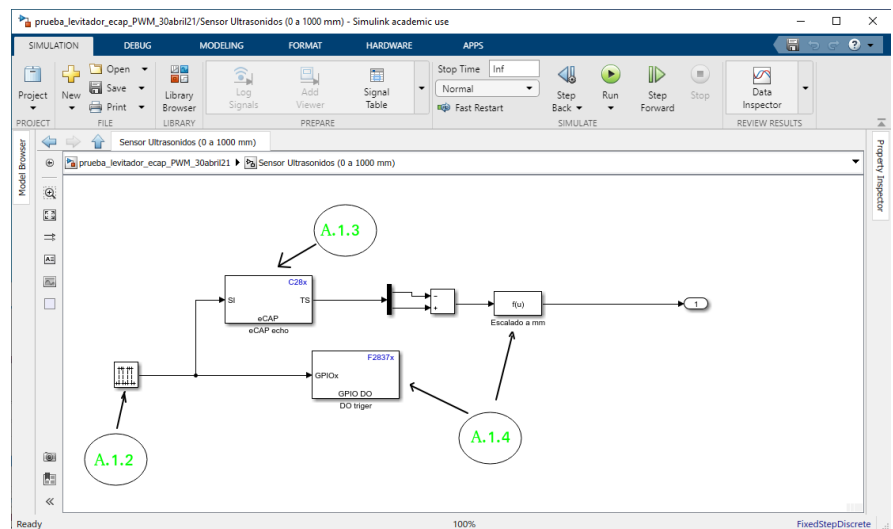 prueba_levitador_ecap_PWM_30abril21/Sensor Ultrasonidos (0 a 1000 mm) - Simulink academic use
SIMULATION DEBUG MODELING FORMAT HARDWARE APPS
Project
New
Open
Save
Print
Library Browser
Log Signals
Add Viewer
Signal Table
Stop Time Inf
Normal
Fast Restart
Step Back
Run
Step Forward
Stop
Data Inspector
PROJECT FILE LIBRARY PREPARE SIMULATE REVIEW RESULTS
Model Browser
Sensor Ultrasonidos (0 a 1000 mm)
prueba_levitador_ecap_PWM_30abril21 Sensor Ultrasonidos (0 a 1000 mm)
Property Inspector
A.1.3
C28x
SI TS
eCAP
eCAP echo
−
+
f(u)
Escalado a mm
1
F2837x
GPIOx
GPIO DO
DO triger
A.1.2
A.1.4
Ready 100% FixedStepDiscrete